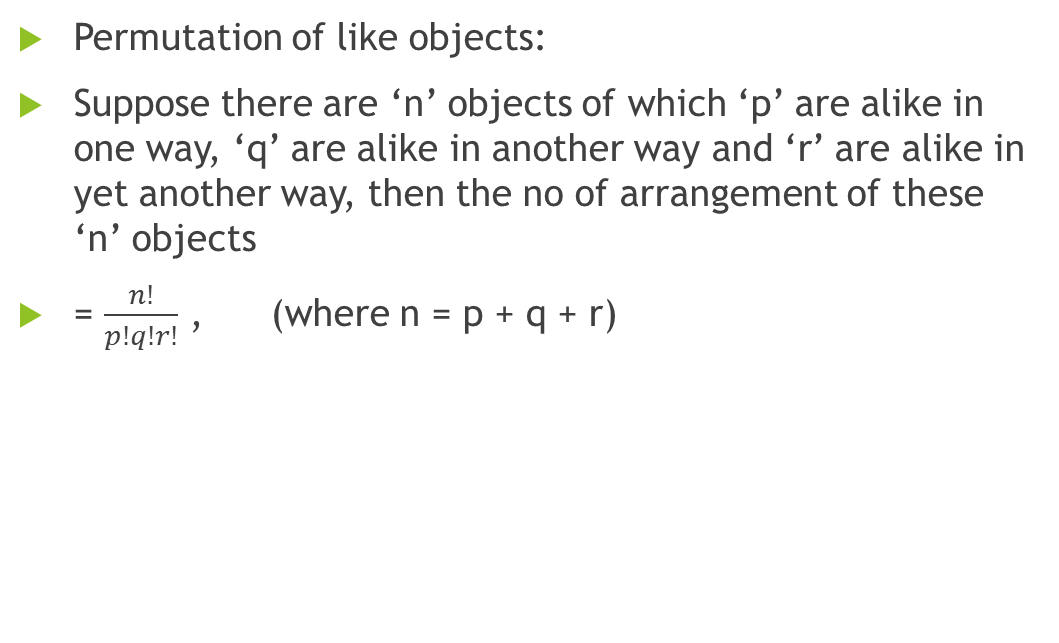 Permutation of like objects:
Suppose there are ‘n’ objects of which ‘p’ are alike in
one way, ‘q’ are alike in another way and ‘r’ are alike in
yet another way, then the no of arrangement of these
‘n’ objects
= n!/p!q!r! , (where n = p + q + r)